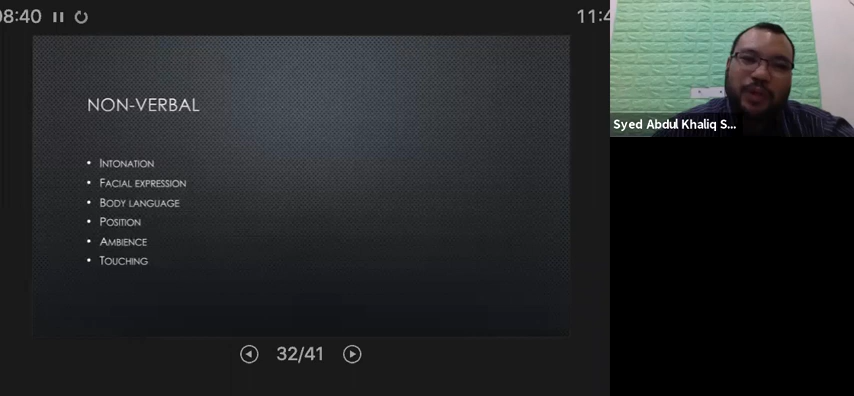 08:40
11:4
NON-VERBAL
• INTONATION
• FACIAL EXPRESSION
• BODY LANGUAGE
• POSITION
• AMBIENCE
• TOUCHING
32/41
Syed Abdul Khaliq S...